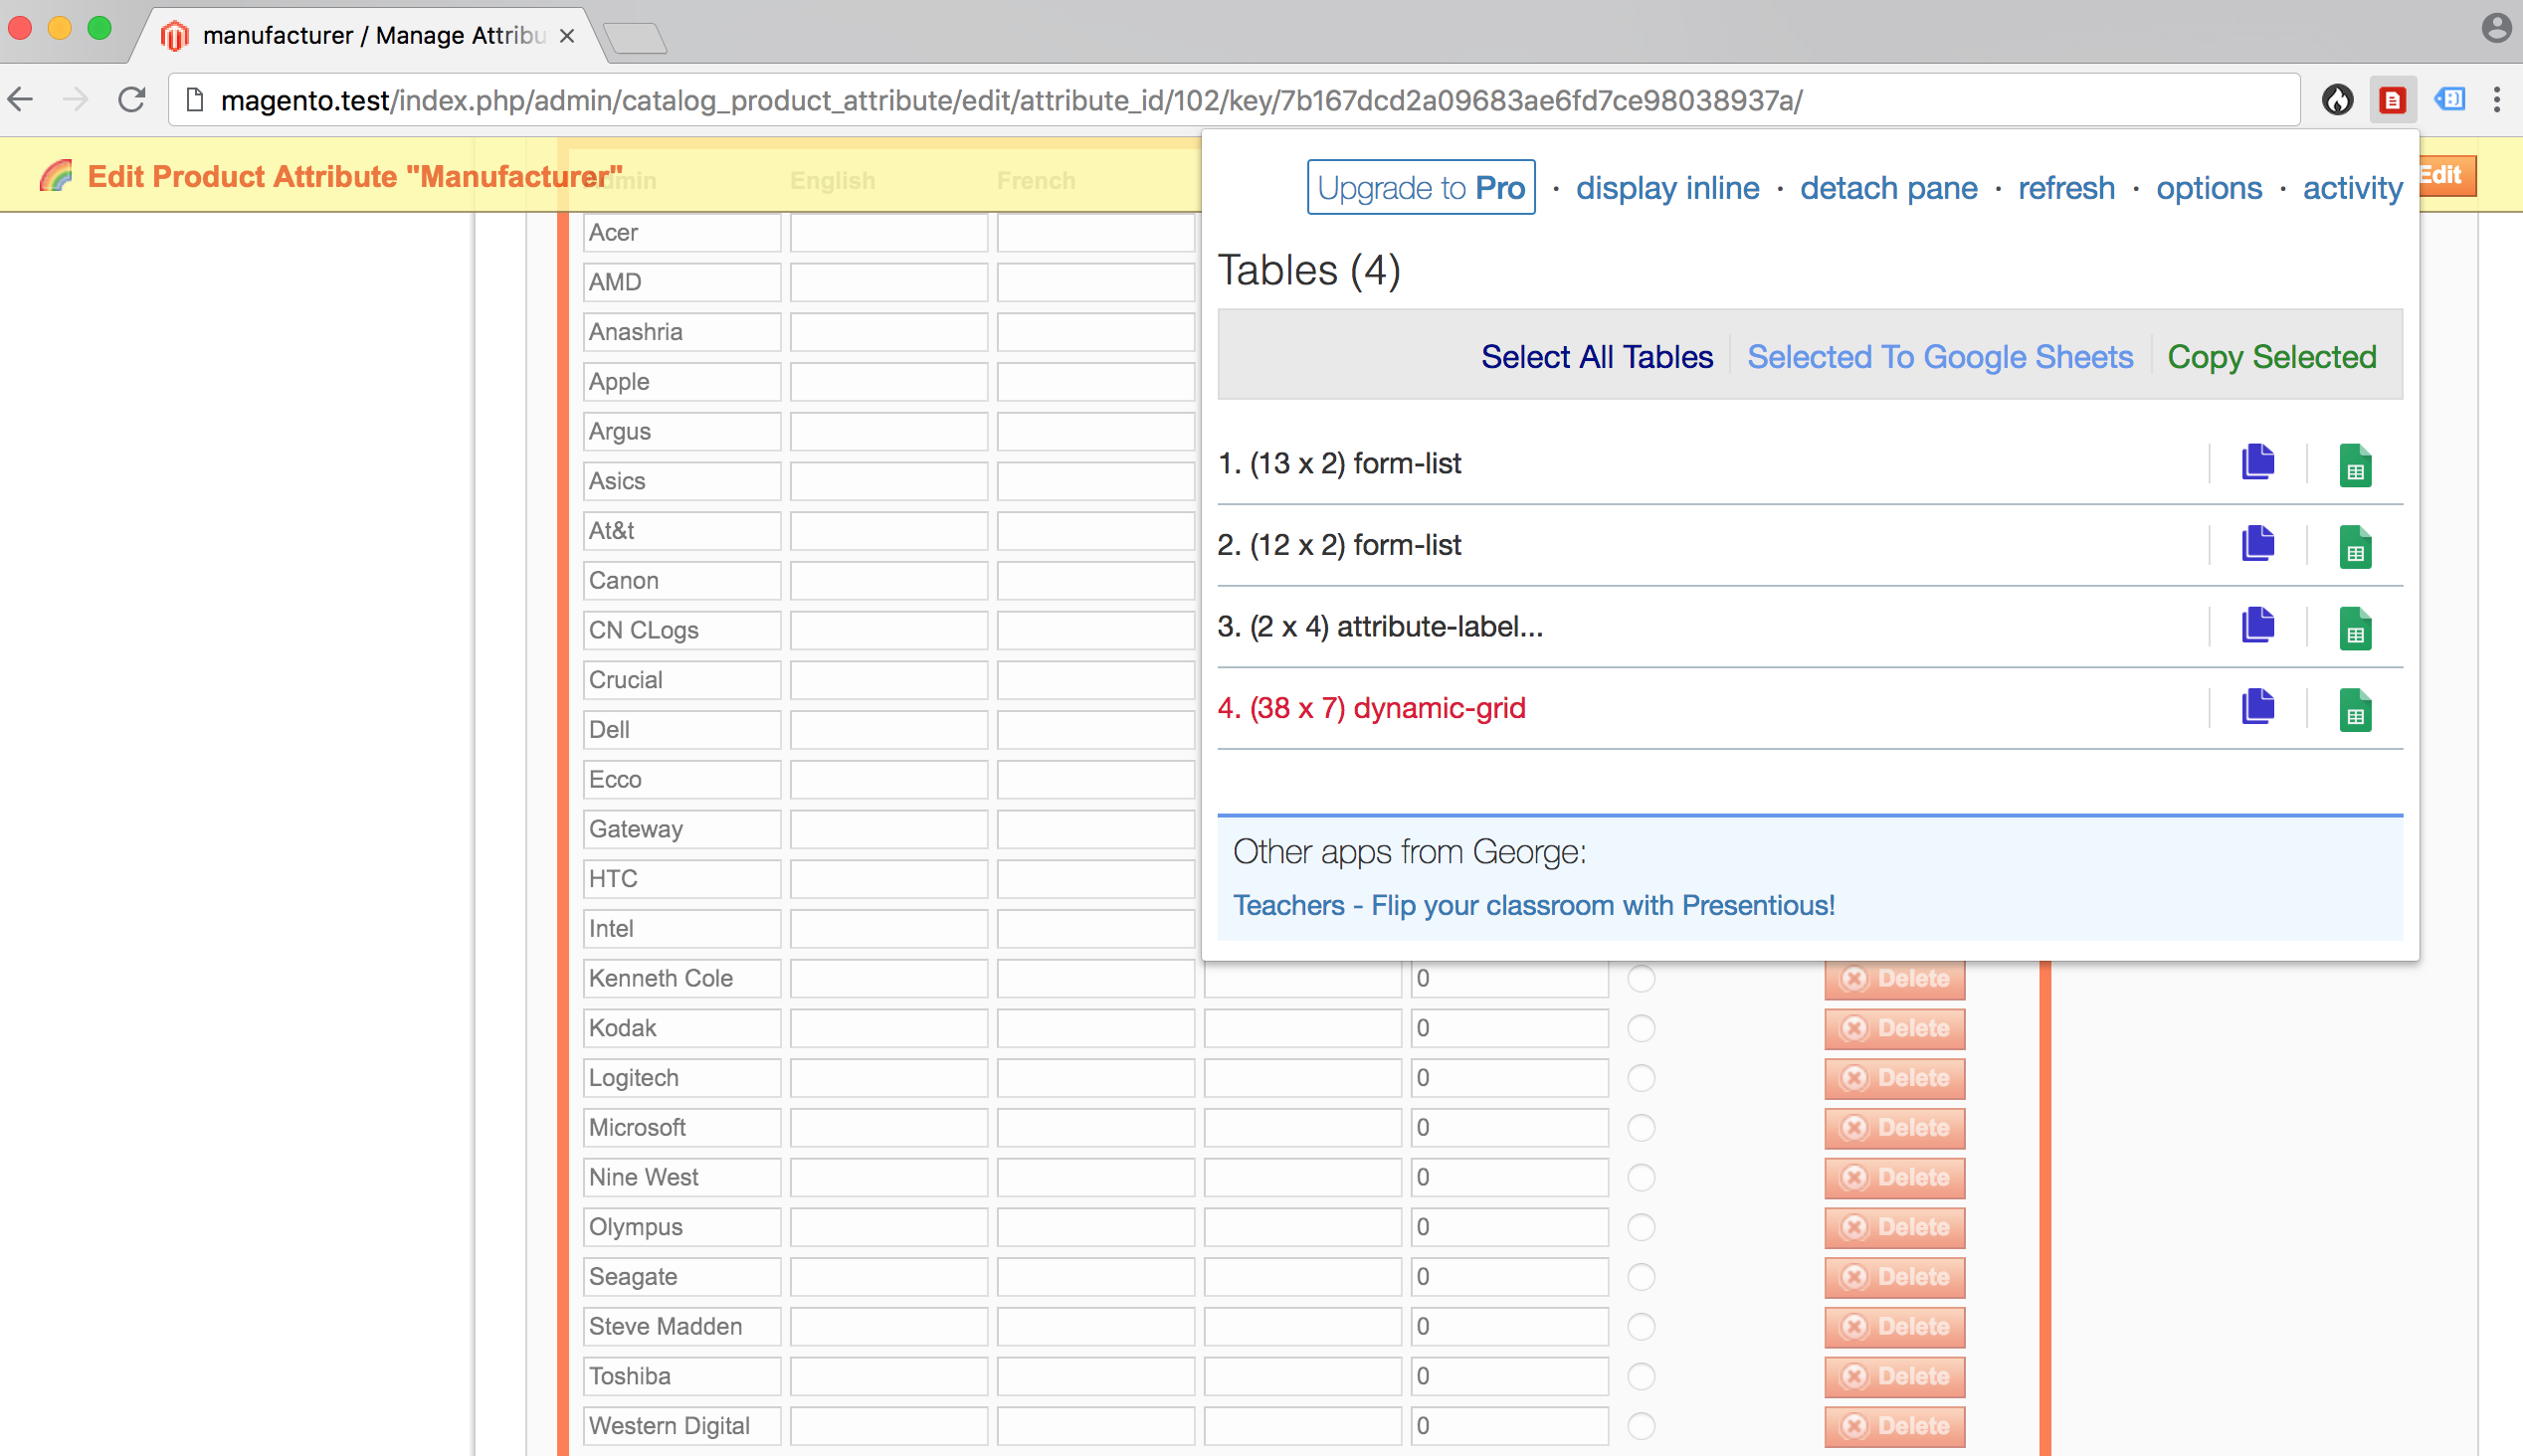 manufacturer / Manage Attribu
magento.test/index.php/admin/catalog_product_attribute/edit/attribute_id/102/key/7b167dcd2a09683ae6fd7ce98038937a/
Edit Product Attribute "Manufacturer"
English
French
Edit
Upgrade to Pro · display inline · detach pane · refresh · options · activity
Tables (4)
Select All Tables
Selected To Google Sheets
Copy Selected
1. (13 x 2) form-list
2. (12 x 2) form-list
3. (2 x 4) attribute-label...
4. (38 x 7) dynamic-grid
Other apps from George:
Teachers - Flip your classroom with Presentious!
Acer
AMD
Anashria
Apple
Argus
Asics
At&t
Canon
CN CLogs
Crucial
Dell
Ecco
Gateway
HTC
Intel
Kenneth Cole 0 Delete
Kodak 0 Delete
Logitech 0 Delete
Microsoft 0 Delete
Nine West 0 Delete
Olympus 0 Delete
Seagate 0 Delete
Steve Madden 0 Delete
Toshiba 0 Delete
Western Digital 0 Delete